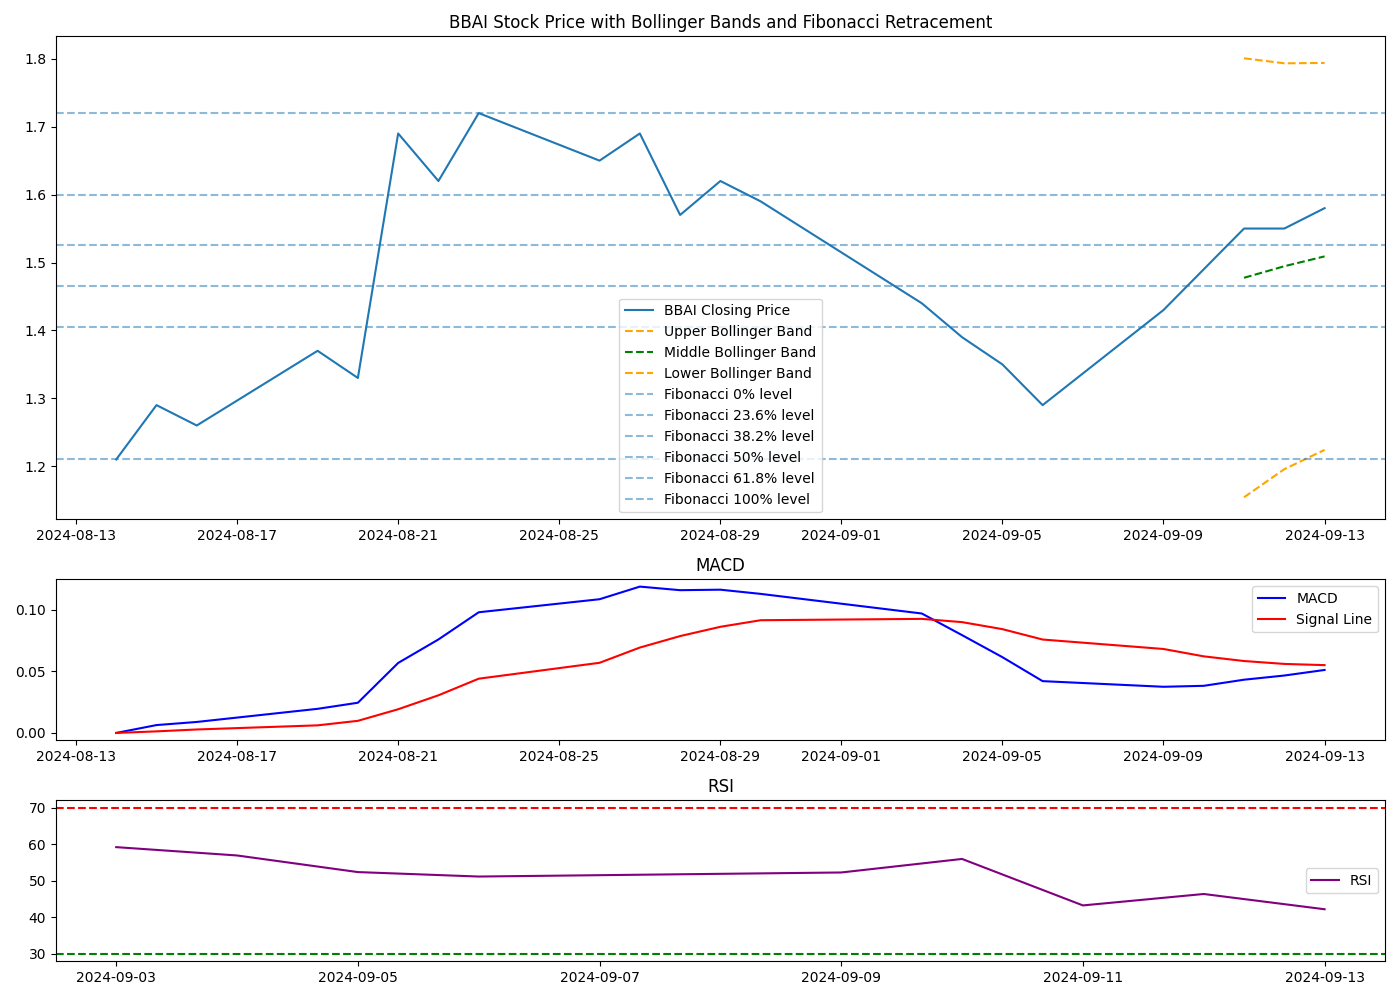 BBAI Stock Price with Bollinger Bands and Fibonacci Retracement
1.8
1.7
1.6
1.5
1.4
1.3
1.2
BBAI Closing Price
Upper Bollinger Band
Middle Bollinger Band
Lower Bollinger Band
Fibonacci 0% level
Fibonacci 23.6% level
Fibonacci 38.2% level
Fibonacci 50% level
Fibonacci 61.8% level
Fibonacci 100% level
2024-08-13 2024-08-17 2024-08-21 2024-08-25 2024-08-29 2024-09-01 2024-09-05 2024-09-09 2024-09-13
MACD
0.10
0.05
0.00
MACD
Signal Line
2024-08-13 2024-08-17 2024-08-21 2024-08-25 2024-08-29 2024-09-01 2024-09-05 2024-09-09 2024-09-13
RSI
70
60
50
40
30
RSI
2024-09-03 2024-09-05 2024-09-07 2024-09-09 2024-09-11 2024-09-13